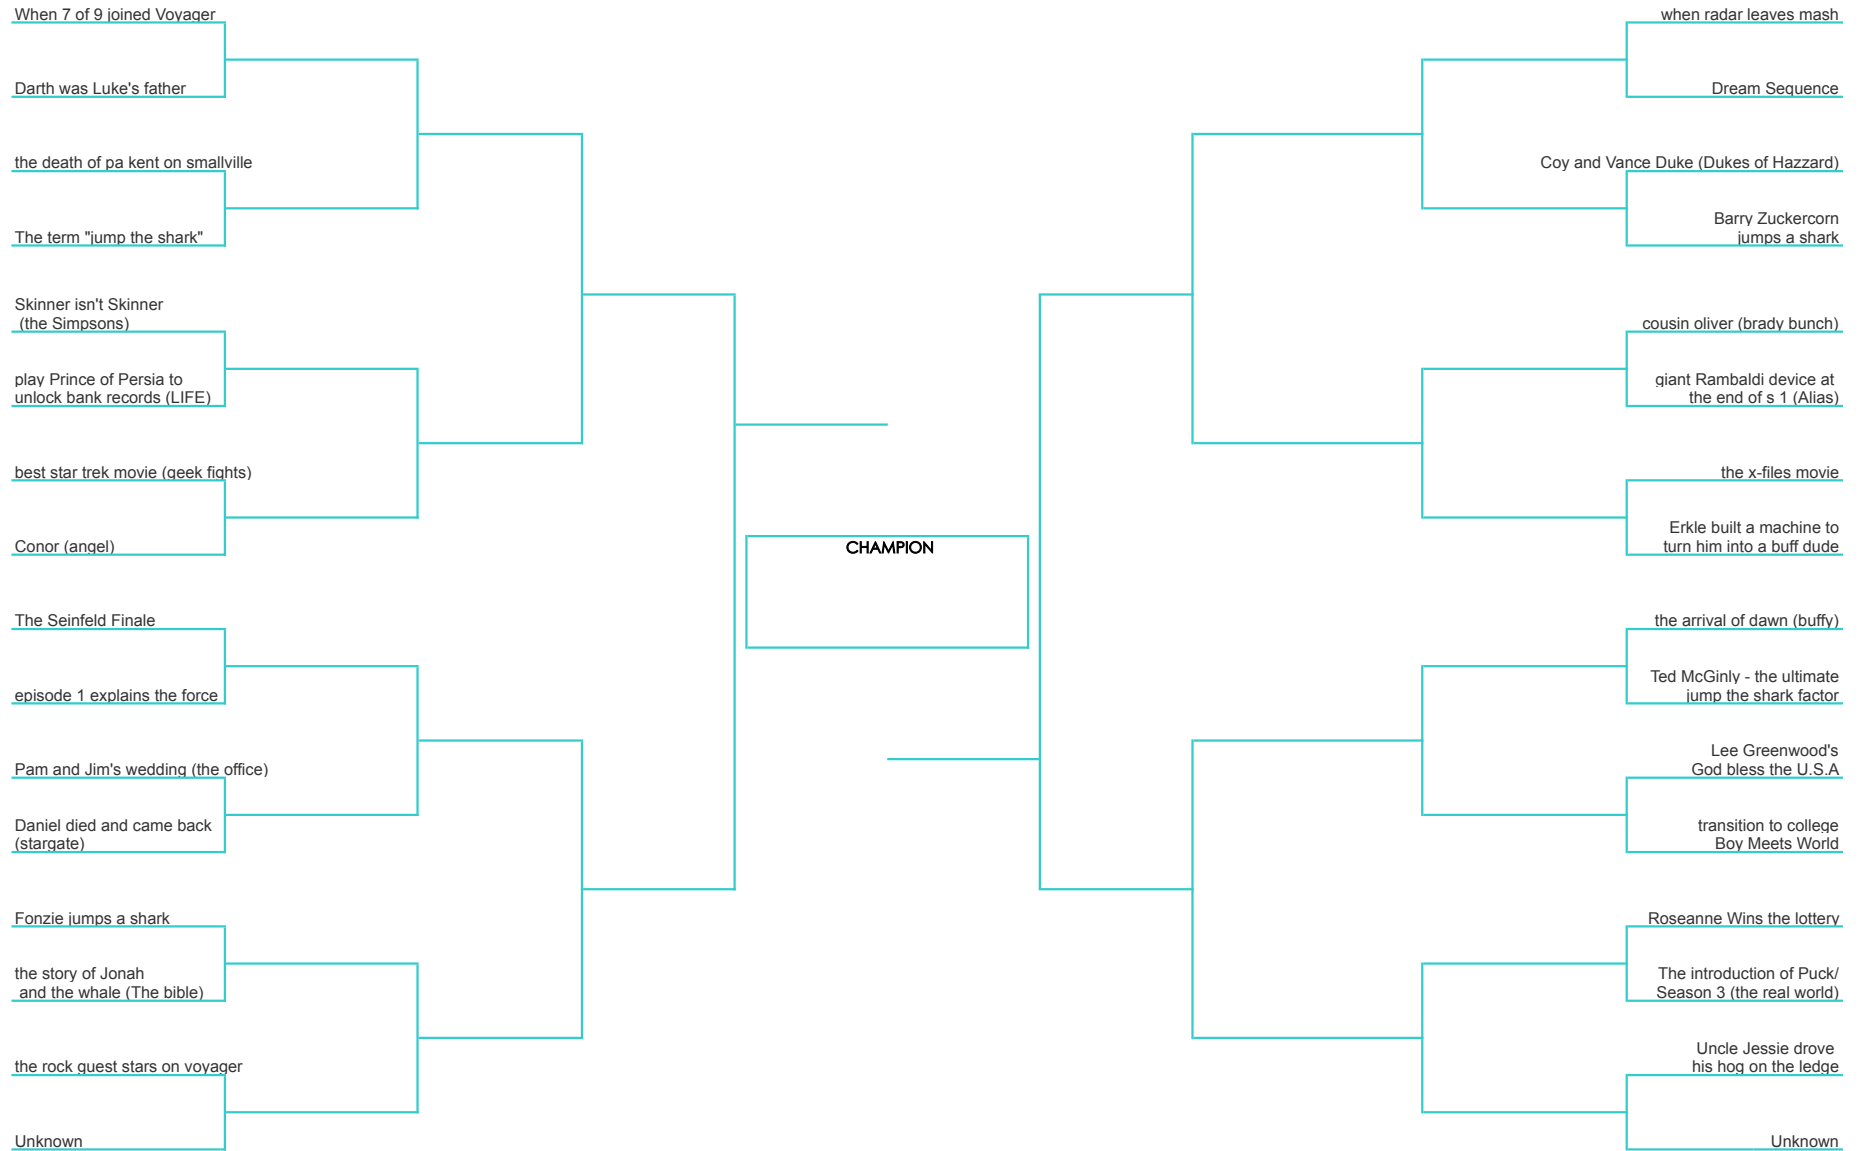 When 7 of 9 joined Voyager
Darth was Luke's father
the death of pa kent on smallville
The term "jump the shark"
Skinner isn't Skinner
(the Simpsons)
play Prince of Persia to
unlock bank records (LIFE)
best star trek movie (geek fights)
Conor (angel)
The Seinfeld Finale
episode 1 explains the force
Pam and Jim's wedding (the office)
Daniel died and came back
(stargate)
Fonzie jumps a shark
the story of Jonah
and the whale (The bible)
the rock guest stars on voyager
Unknown
CHAMPION
when radar leaves mash
Dream Sequence
Coy and Vance Duke (Dukes of Hazzard)
Barry Zuckercorn
jumps a shark
cousin oliver (brady bunch)
giant Rambaldi device at
the end of s 1 (Alias)
the x-files movie
Erkle built a machine to
turn him into a buff dude
the arrival of dawn (buffy)
Ted McGinly - the ultimate
jump the shark factor
Lee Greenwood's
God bless the U.S.A
transition to college
Boy Meets World
Roseanne Wins the lottery
The introduction of Puck/
Season 3 (the real world)
Uncle Jessie drove
his hog on the ledge
Unknown